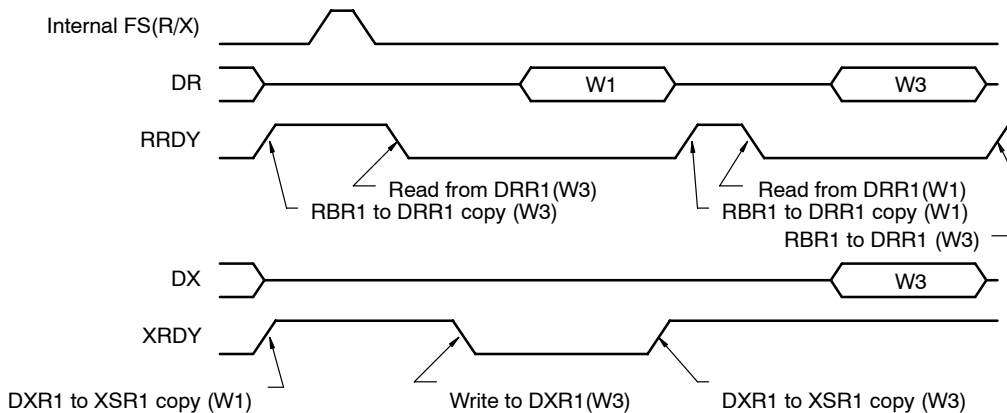 Internal FS(R/X)
DR
W1
W3
RRDY
Read from DRR1(W3)
Read from DRR1(W1)
RBR1 to DRR1 copy (W3)
RBR1 to DRR1 copy (W1)
RBR1 to DRR1 (W3)
DX
W3
XRDY
DXR1 to XSR1 copy (W1)
Write to DXR1(W3)
DXR1 to XSR1 copy (W3)